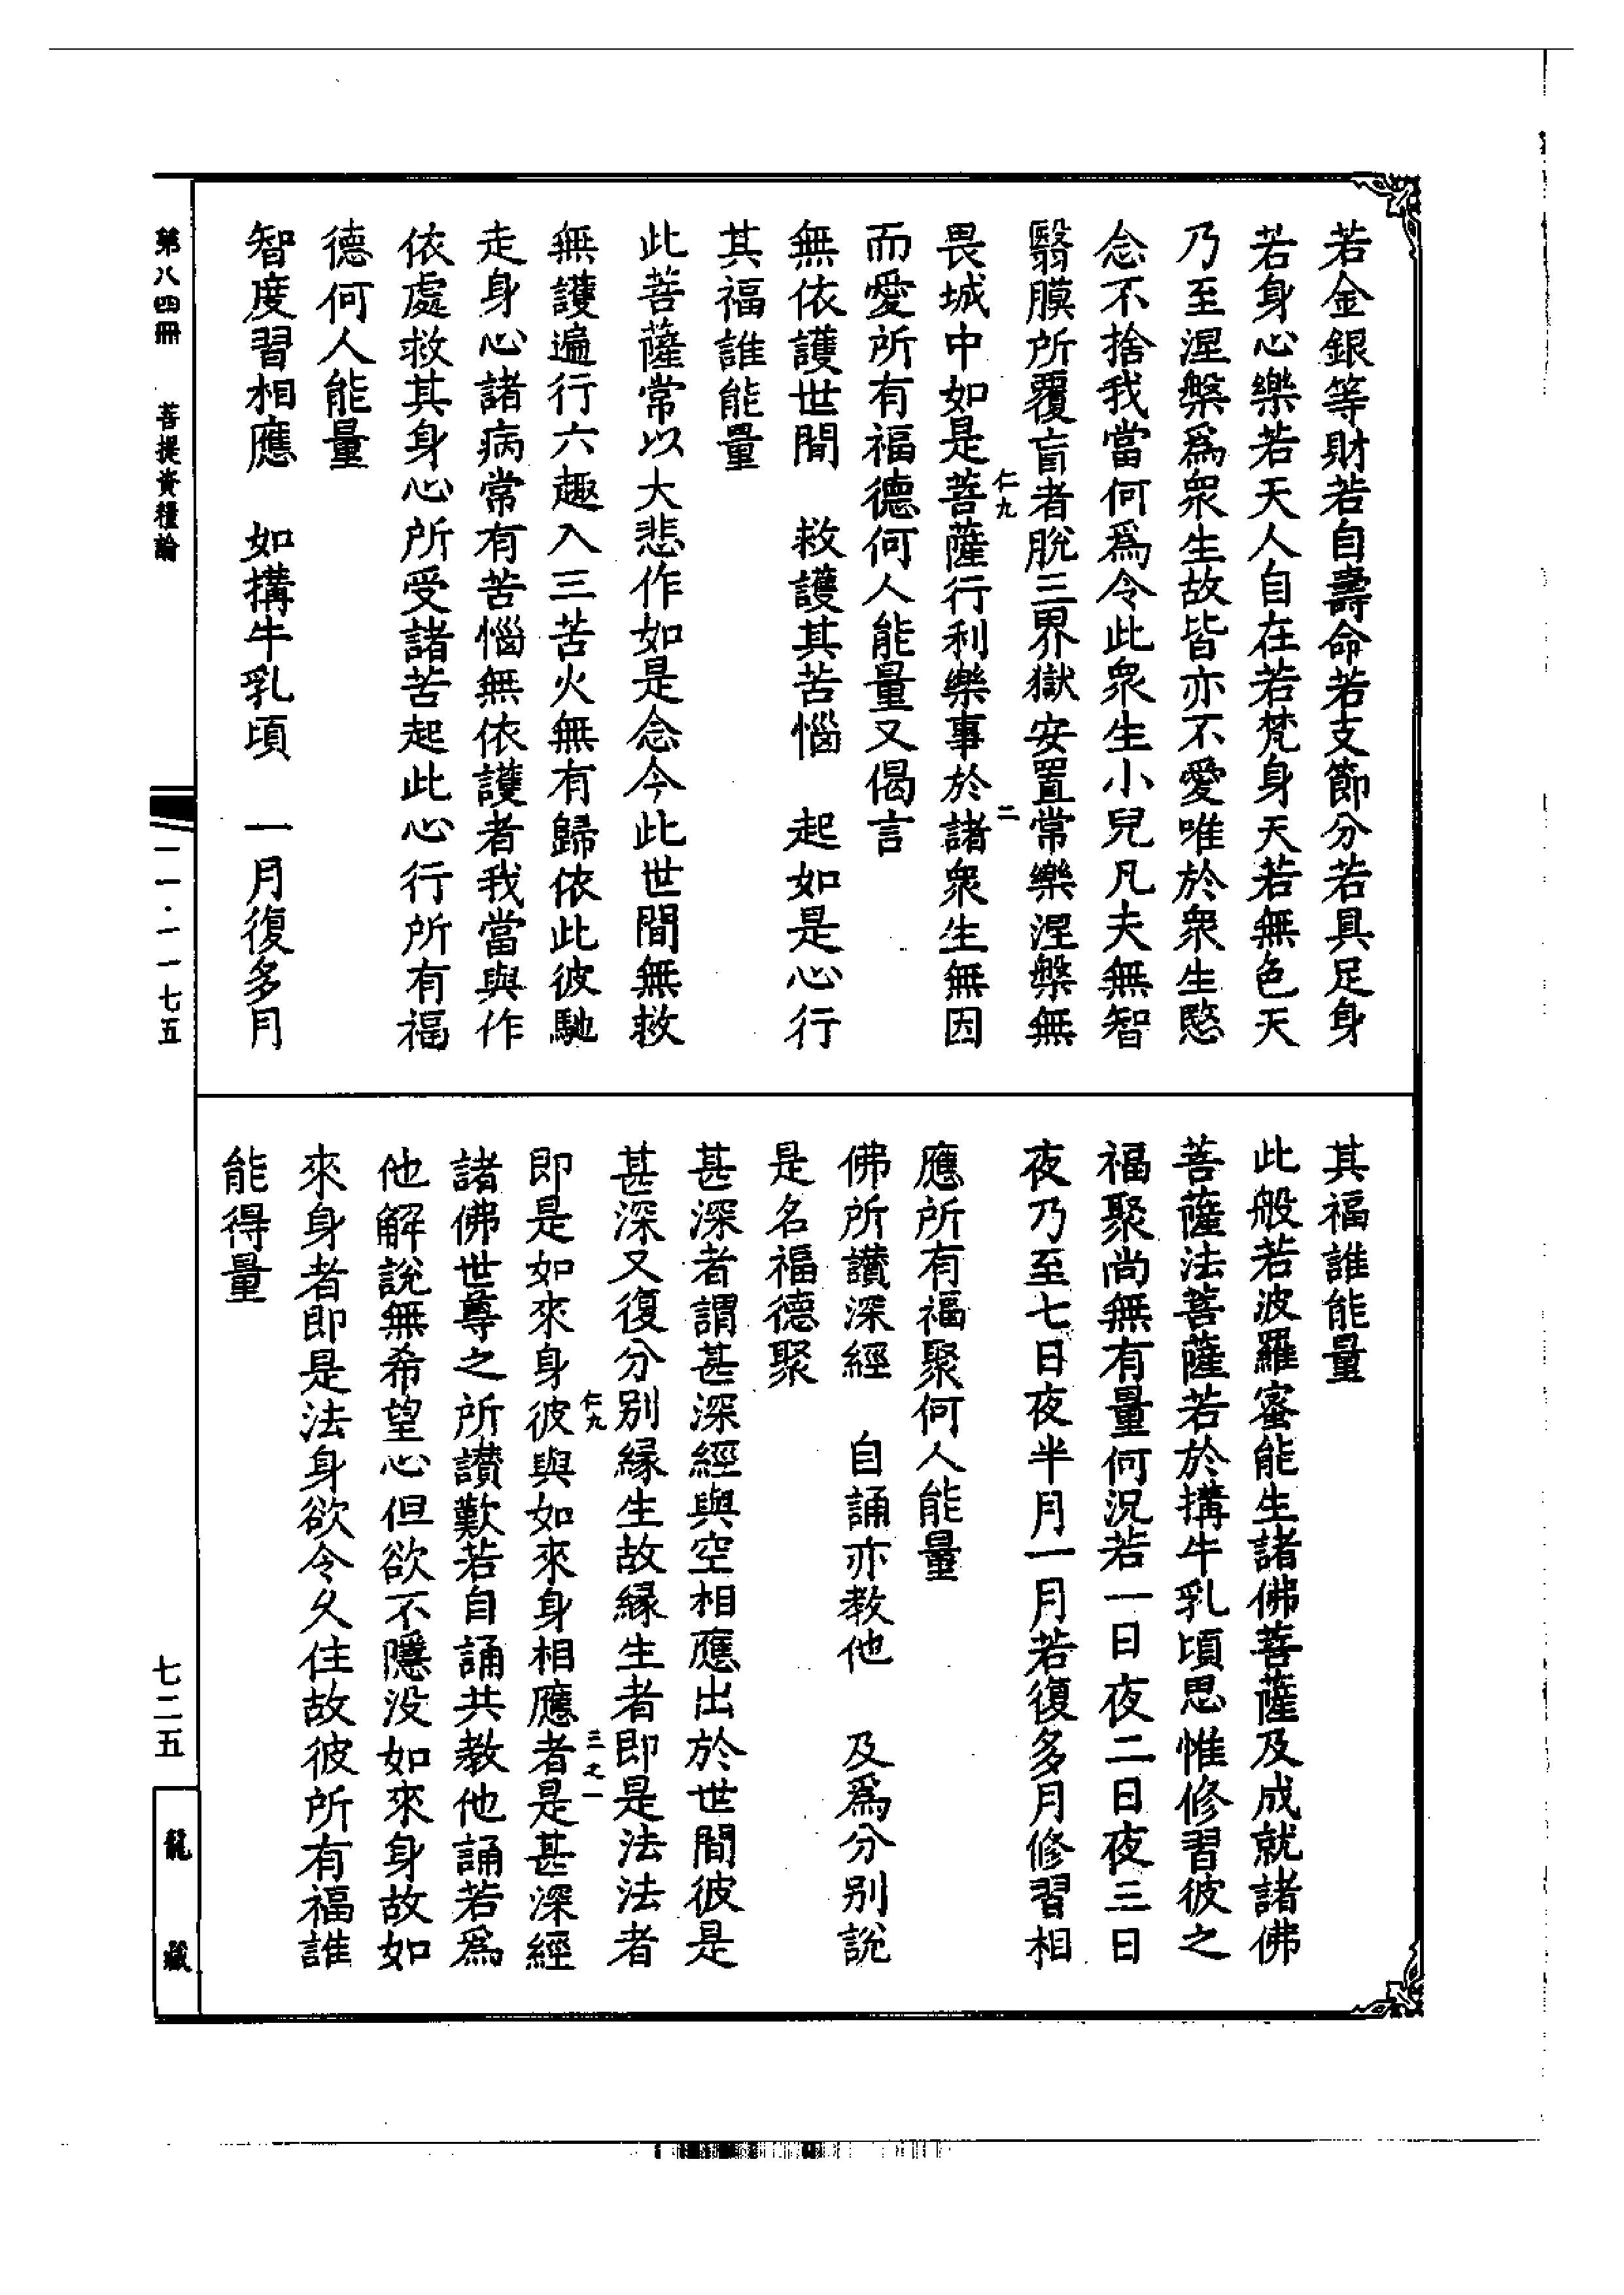 若金銀等財若自壽命若支節分若具足身
若身心樂若天人自在若梵身天若無色天
乃至涅槃爲衆生故皆亦不愛唯於衆生愍
念不捨我當何爲令此衆生小兒凡夫無智
翳膜所覆盲者脫三界獄安置常樂涅槃無
仁九
二
畏城中如是菩薩行利樂事於諸衆生無因
而愛所有福德何人能量又偈言
無依護世間　救護其苦惱　起如是心行
其福誰能量
此菩薩常以大悲作如是念今此世間無救
無護遍行六趣入三苦火無有歸依此彼馳
走身心諸病常有苦惱無依護者我當與作
依處救其身心所受諸苦起此心行所有福
德何人能量
智度習相應　如搆牛乳頃　一月復多月
其福誰能量
此般若波羅蜜能生諸佛菩薩及成就諸佛
菩薩法菩薩若於搆牛乳頃思惟修習彼之
福聚尚無有量何況若一日夜二日夜三日
夜乃至七日夜半月一月若復多月修習相
應所有福聚何人能量
佛所讃深經　自誦亦教他　及爲分別說
是名福德聚
甚深者謂甚深經與空相應出於世間彼是
甚深又復分別緣生故緣生者即是法法者
仁九
三之一
即是如來身彼與如來身相應者是甚深經
諸佛世尊之所讃歎若自誦共教他誦若爲
他解說無希望心但欲不隱没如來身故如
來身者即是法身欲令久住故彼所有福誰
能得量
第八四冊　菩提資糧論
一一·一一七五
七二五
龍藏